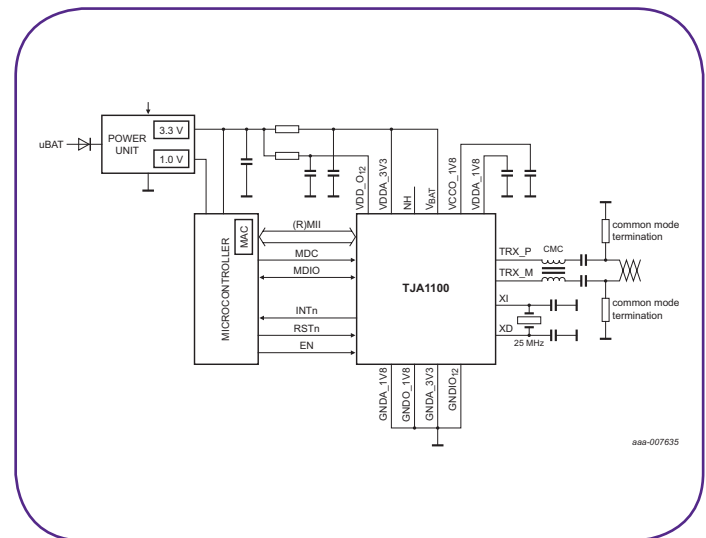 3.3 V
uBAT
POWER
UNIT
1.0 V
VDD_O12
VDDA_3V3
NH
VBAT
VCCO_1V8
VDDA_1V8
MICROCONTROLLER
MAC
(R)MII
MDC
MDIO
INTn
RSTn
EN
TJA1100
TRX_P
CMC
TRX_M
common mode
termination
XI
XD
25 MHz
common mode
termination
GNDA_1V8
GNDO_1V8
GNDA_3V3
GNDIO12
aaa-007635